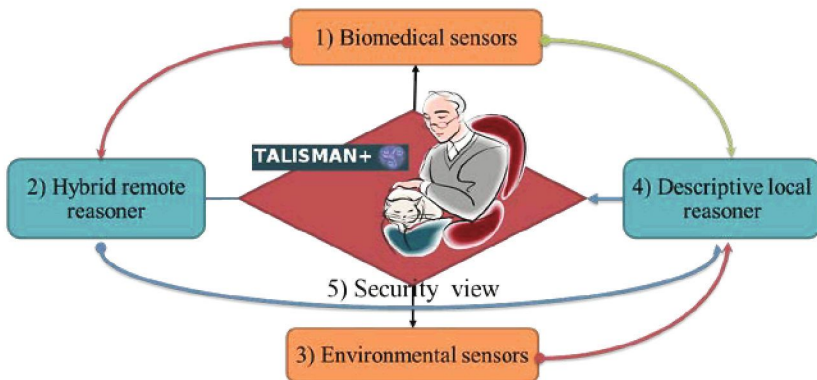 1) Biomedical sensors
TALISMAN+
2) Hybrid remote
reasoner
4) Descriptive local
reasoner
5) Security view
3) Environmental sensors